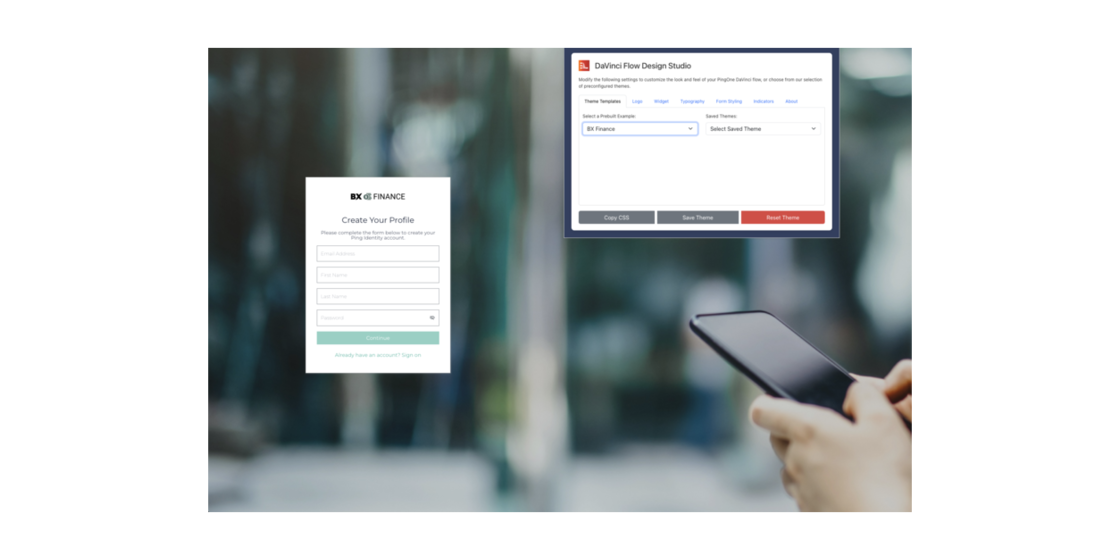 DaVinci Flow Design Studio
Modify the following settings to customize the look and feel of your PingOne DaVinci flow, or choose from our selection
of preconfigured themes.
Theme Templates Logo Widget Typography Form Styling Indicators About
Select a Prebuilt Example: Saved Themes:
BX Finance Select Saved Theme
Copy CSS Save Theme Reset Theme
BX FINANCE
Create Your Profile
Please complete the form below to create your
Ping Identity account.
Email Address
First Name
Last Name
Password
Continue
Already have an account? Sign on